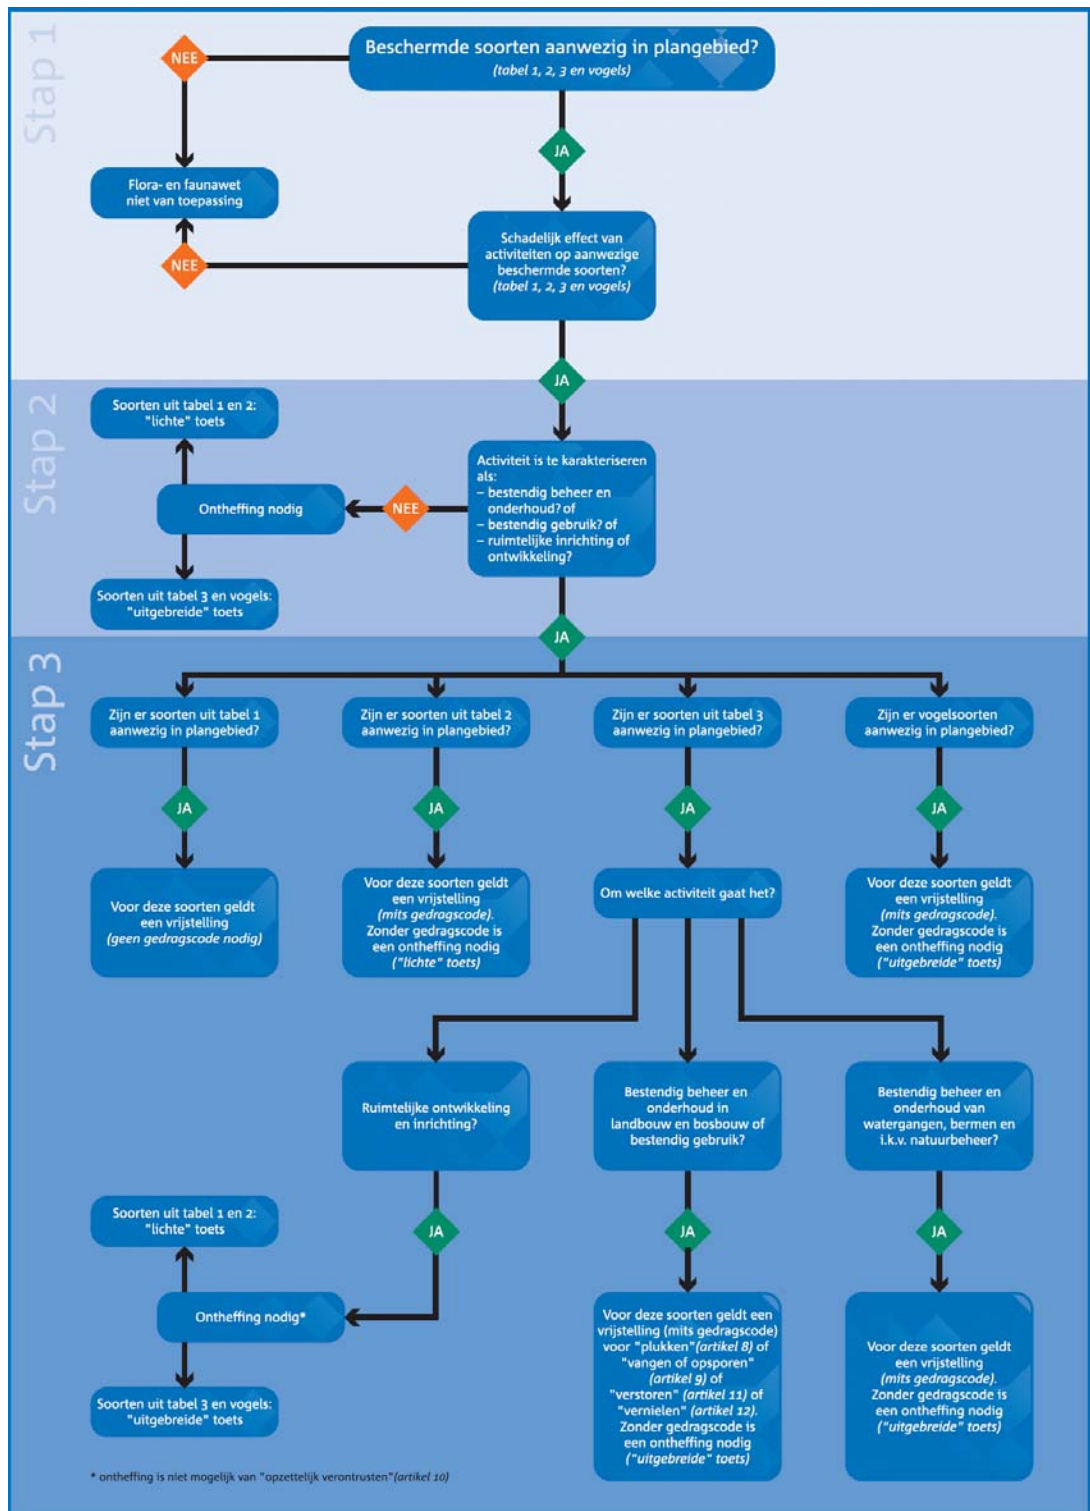 Stap 1
Beschermde soorten aanwezig in plangebied?
(tabel 1, 2, 3 en vogels)
NEE
JA
Flora- en faunawet
niet van toepassing
Schadelijk effect van
activiteiten op aanwezige
beschermde soorten?
(tabel 1, 2, 3 en vogels)
NEE
JA
Stap 2
Soorten uit tabel 1 en 2:
"lichte" toets
Activiteit is te karakteriseren
als:
– bestendig beheer en
onderhoud? of
– bestendig gebruik? of
– ruimtelijke inrichting of
ontwikkeling?
NEE
Ontheffing nodig
Soorten uit tabel 3 en vogels:
"uitgebreide" toets
JA
Stap 3
Zijn er soorten uit tabel 1
aanwezig in plangebied?
Zijn er soorten uit tabel 2
aanwezig in plangebied?
Zijn er soorten uit tabel 3
aanwezig in plangebied?
Zijn er vogelsoorten
aanwezig in plangebied?
JA
JA
JA
JA
Voor deze soorten geldt
een vrijstelling
(geen gedragscode nodig)
Voor deze soorten geldt
een vrijstelling
(mits gedragscode).
Zonder gedragscode is
een ontheffing nodig
("lichte" toets)
Om welke activiteit gaat het?
Voor deze soorten geldt
een vrijstelling
(mits gedragscode).
Zonder gedragscode is
een ontheffing nodig
("uitgebreide" toets)
Ruimtelijke ontwikkeling
en inrichting?
Bestendig beheer en
onderhoud in
landbouw en bosbouw of
bestendig gebruik?
Bestendig beheer en
onderhoud van
watergangen, bermen en
i.k.v. natuurbeheer?
JA
JA
JA
Soorten uit tabel 1 en 2:
"lichte" toets
Ontheffing nodig*
Soorten uit tabel 3 en vogels:
"uitgebreide" toets
Voor deze soorten geldt een
vrijstelling (mits gedragscode)
voor "plukken" (artikel 8) of
"vangen of opsporen"
(artikel 9) of
"verstoren" (artikel 11) of
"vernielen" (artikel 12).
Zonder gedragscode is
een ontheffing nodig
("uitgebreide" toets)
Voor deze soorten geldt
een vrijstelling
(mits gedragscode).
Zonder gedragscode is
een ontheffing nodig
("uitgebreide" toets)
* ontheffing is niet mogelijk van "opzettelijk verontrusten" (artikel 10)